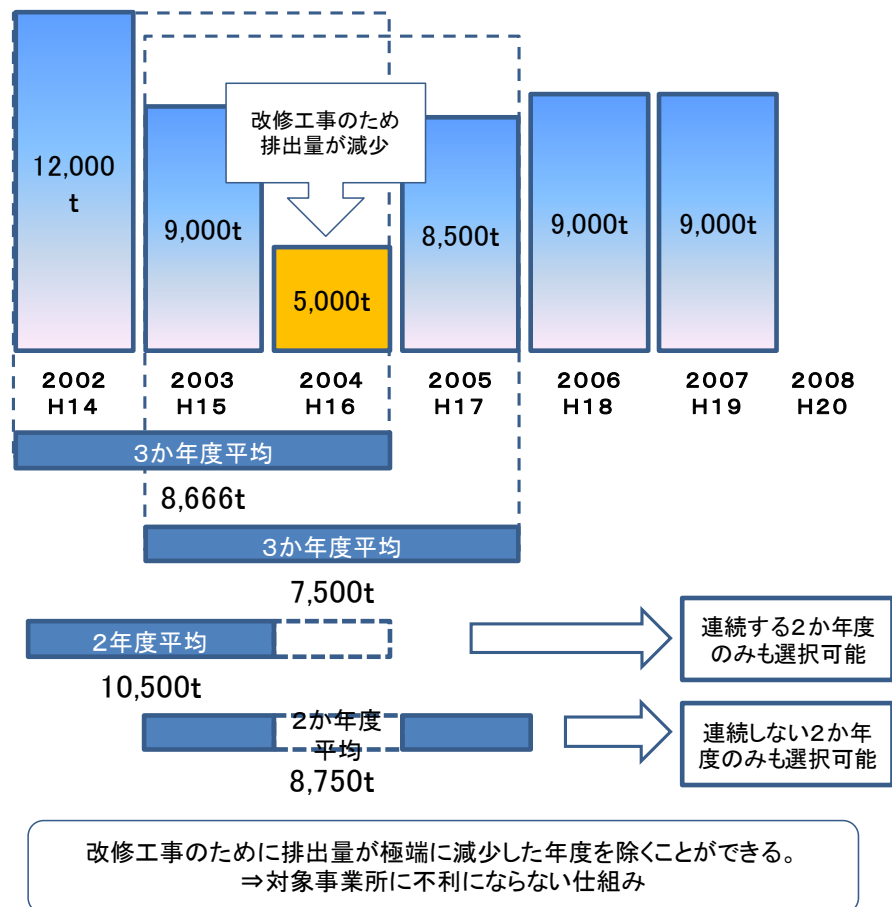 改修工事のため
排出量が減少
12,000
t
9,000t
5,000t
8,500t
9,000t
9,000t
2002
H14
2003
H15
2004
H16
2005
H17
2006
H18
2007
H19
2008
H20
3か年度平均
8,666t
3か年度平均
7,500t
2年度平均
10,500t
連続する2か年度
のみも選択可能
2か年度
平均
8,750t
連続しない2か年
度のみも選択可能
改修工事のために排出量が極端に減少した年度を除くことができる。
⇒対象事業所に不利にならない仕組み